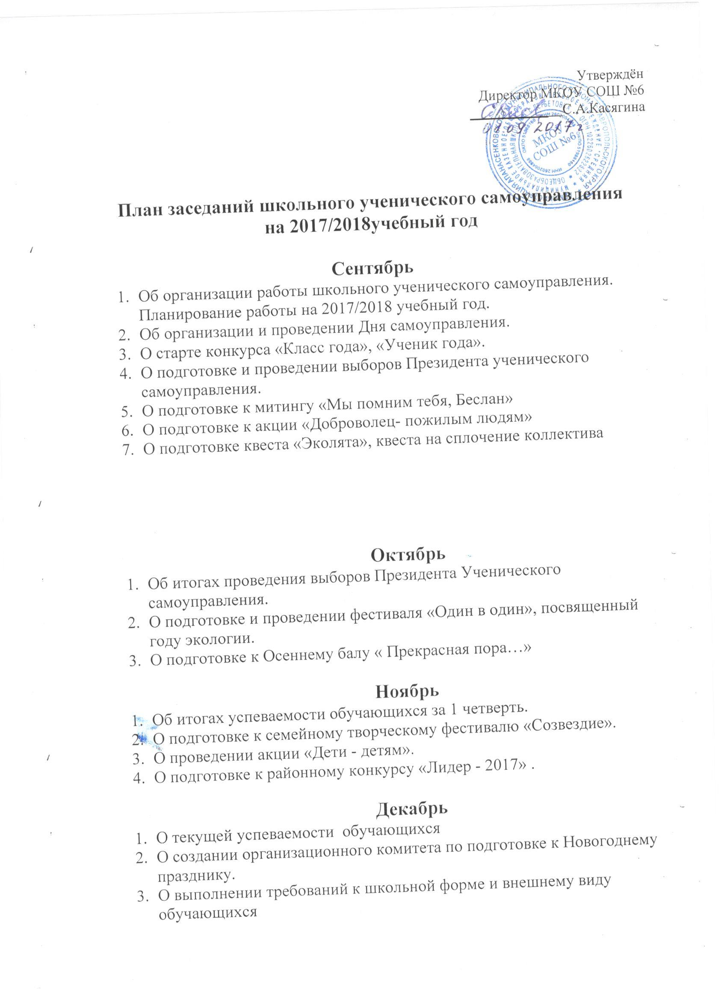 Утверждён
Директор МКОУ СОШ №6
С.А.Касягина
01 09 2017 г
МКОУ
СОШ №6
План заседаний школьного ученического самоуправления
на 2017/2018учебный год
Сентябрь
1. Об организации работы школьного ученического самоуправления.
Планирование работы на 2017/2018 учебный год.
2. Об организации и проведении Дня самоуправления.
3. О старте конкурса «Класс года», «Ученик года».
4. О подготовке и проведении выборов Президента ученического
самоуправления.
5. О подготовке к митингу «Мы помним тебя, Беслан»
6. О подготовке к акции «Доброволец- пожилым людям»
7. О подготовке квеста «Эколята», квеста на сплочение коллектива
Октябрь
1. Об итогах проведения выборов Президента Ученического
самоуправления.
2. О подготовке и проведении фестиваля «Один в один», посвященный
году экологии.
3. О подготовке к Осеннему балу « Прекрасная пора…»
Ноябрь
1. Об итогах успеваемости обучающихся за 1 четверть.
2. О подготовке к семейному творческому фестивалю «Созвездие».
3. О проведении акции «Дети - детям».
4. О подготовке к районному конкурсу «Лидер - 2017» .
Декабрь
1. О текущей успеваемости  обучающихся
2. О создании организационного комитета по подготовке к Новогоднему
празднику.
3. О выполнении требований к школьной форме и внешнему виду
обучающихся